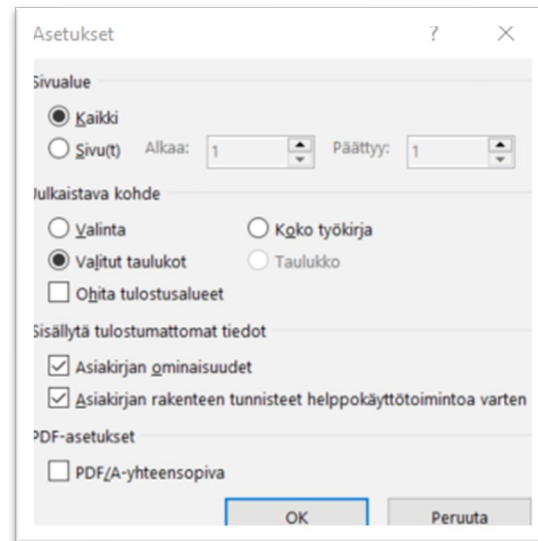 Asetukset ?
Sivualue
Kaikki
Sivu(t) Alkaa: 1 Päättyy: 1
Julkaistava kohde
Valinta Koko työkirja
Valitut taulukot Taulukko
Ohita tulostusalueet
Sisällytä tulostumattomat tiedot
Asiakirjan ominaisuudet
Asiakirjan rakenteen tunnisteet helppokäyttötoimintoa varten
PDF-asetukset
PDF/A-yhteensopiva
OK Peruuta